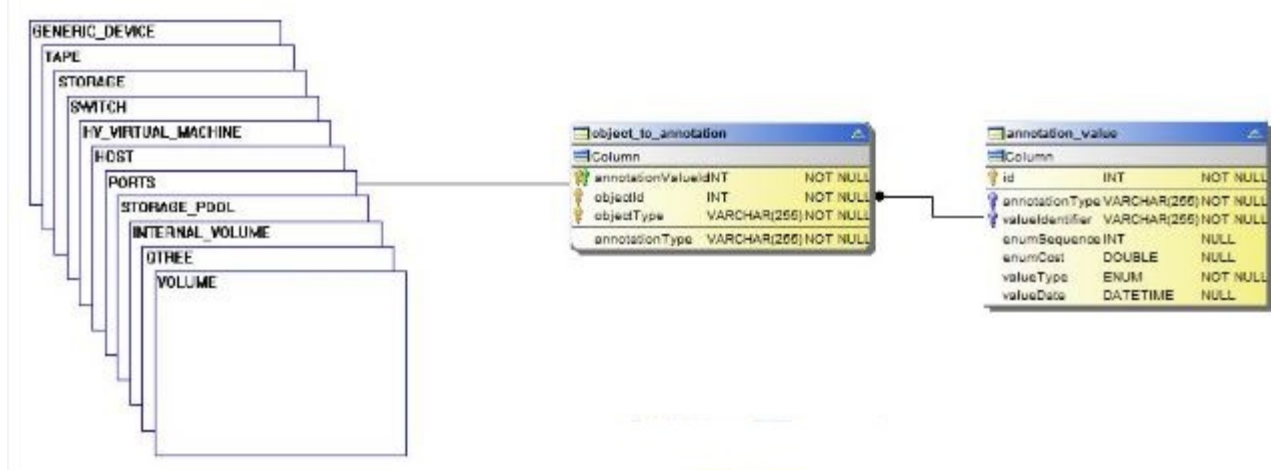 GENERIC_DEVICE
TAPE
STORAGE
SWITCH
HV_VIRTUAL_MACHINE
HOST
PORTS
STORAGE_POOL
INTERNAL_VOLUME
QTREE
VOLUME
object_to_annotation
Column
annotationValueId INT NOT NULL
objectId INT NOT NULL
objectType VARCHAR(255) NOT NULL
annotationType VARCHAR(255) NOT NULL
annotation_value
Column
id INT NOT NULL
annotationType VARCHAR(255) NOT NULL
valueIdentifier VARCHAR(255) NOT NULL
enumSequence INT NULL
enumCost DOUBLE NULL
valueType ENUM NOT NULL
valueDate DATETIME NULL